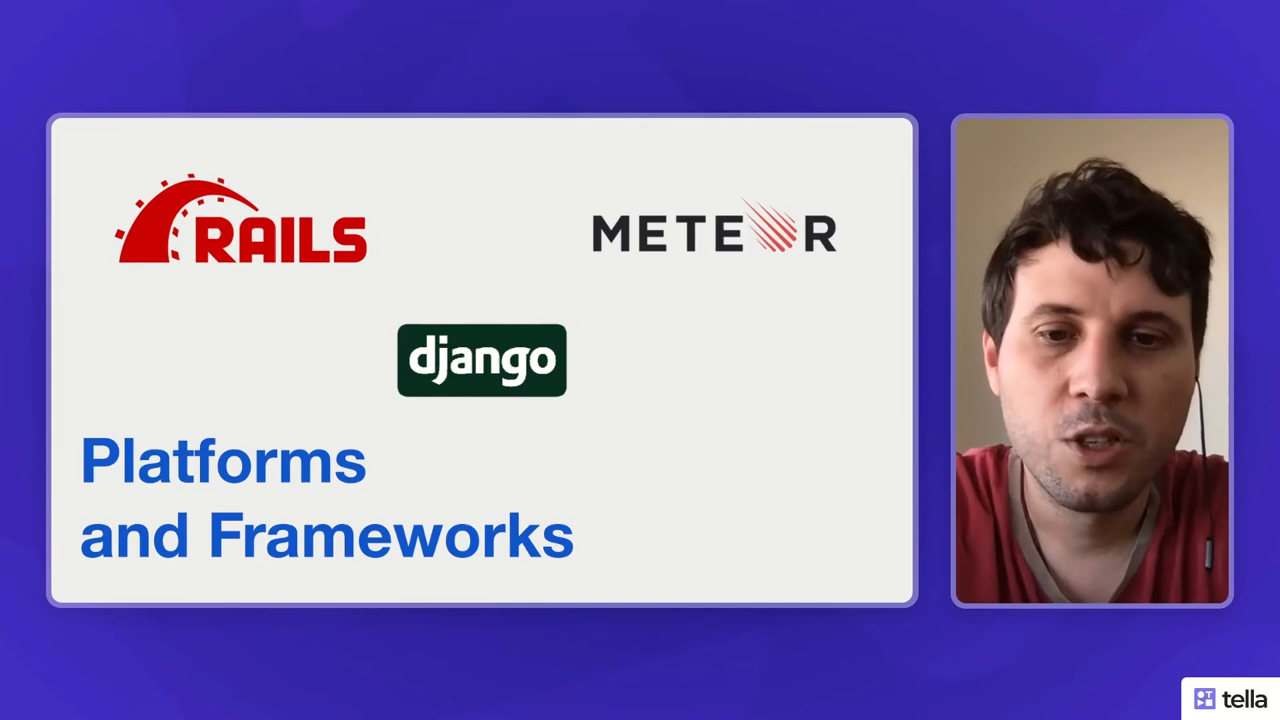 RAILS
METEOR
django
Platforms
and Frameworks
tella